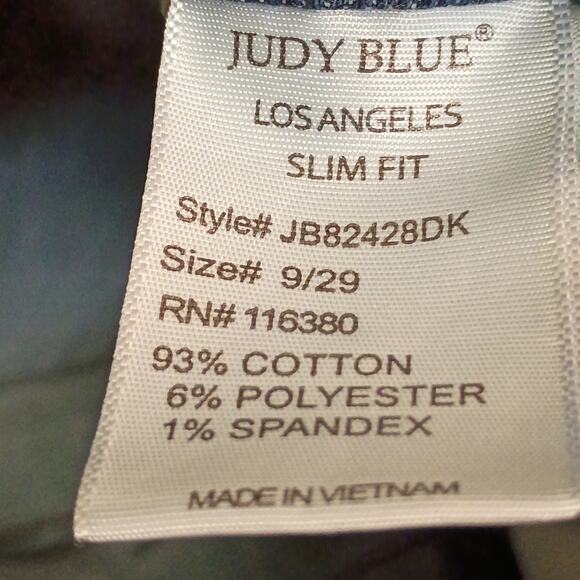 JUDY BLUE®
LOS ANGELES
SLIM FIT
Style# JB82428DK
Size# 9/29
RN# 116380
93% COTTON
6% POLYESTER
1% SPANDEX
MADE IN VIETNAM